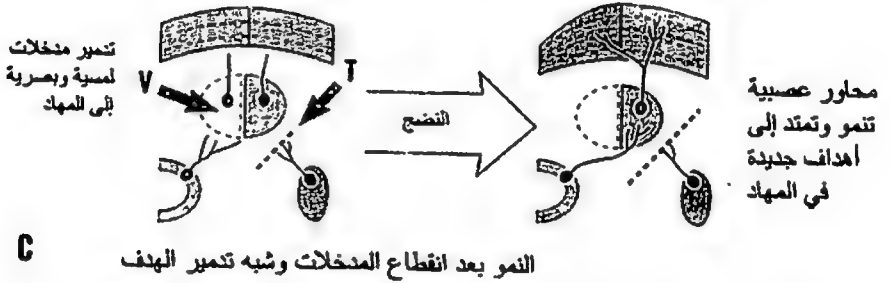 تدمير مدخلات
لمسية وبصرية
إلى المهاد
V
T
النضج
محاور عصبية
تنمو وتمتد إلى
أهداف جديدة
في المهاد
C
النمو بعد انقطاع المدخلات وشبه تدمير الهدف